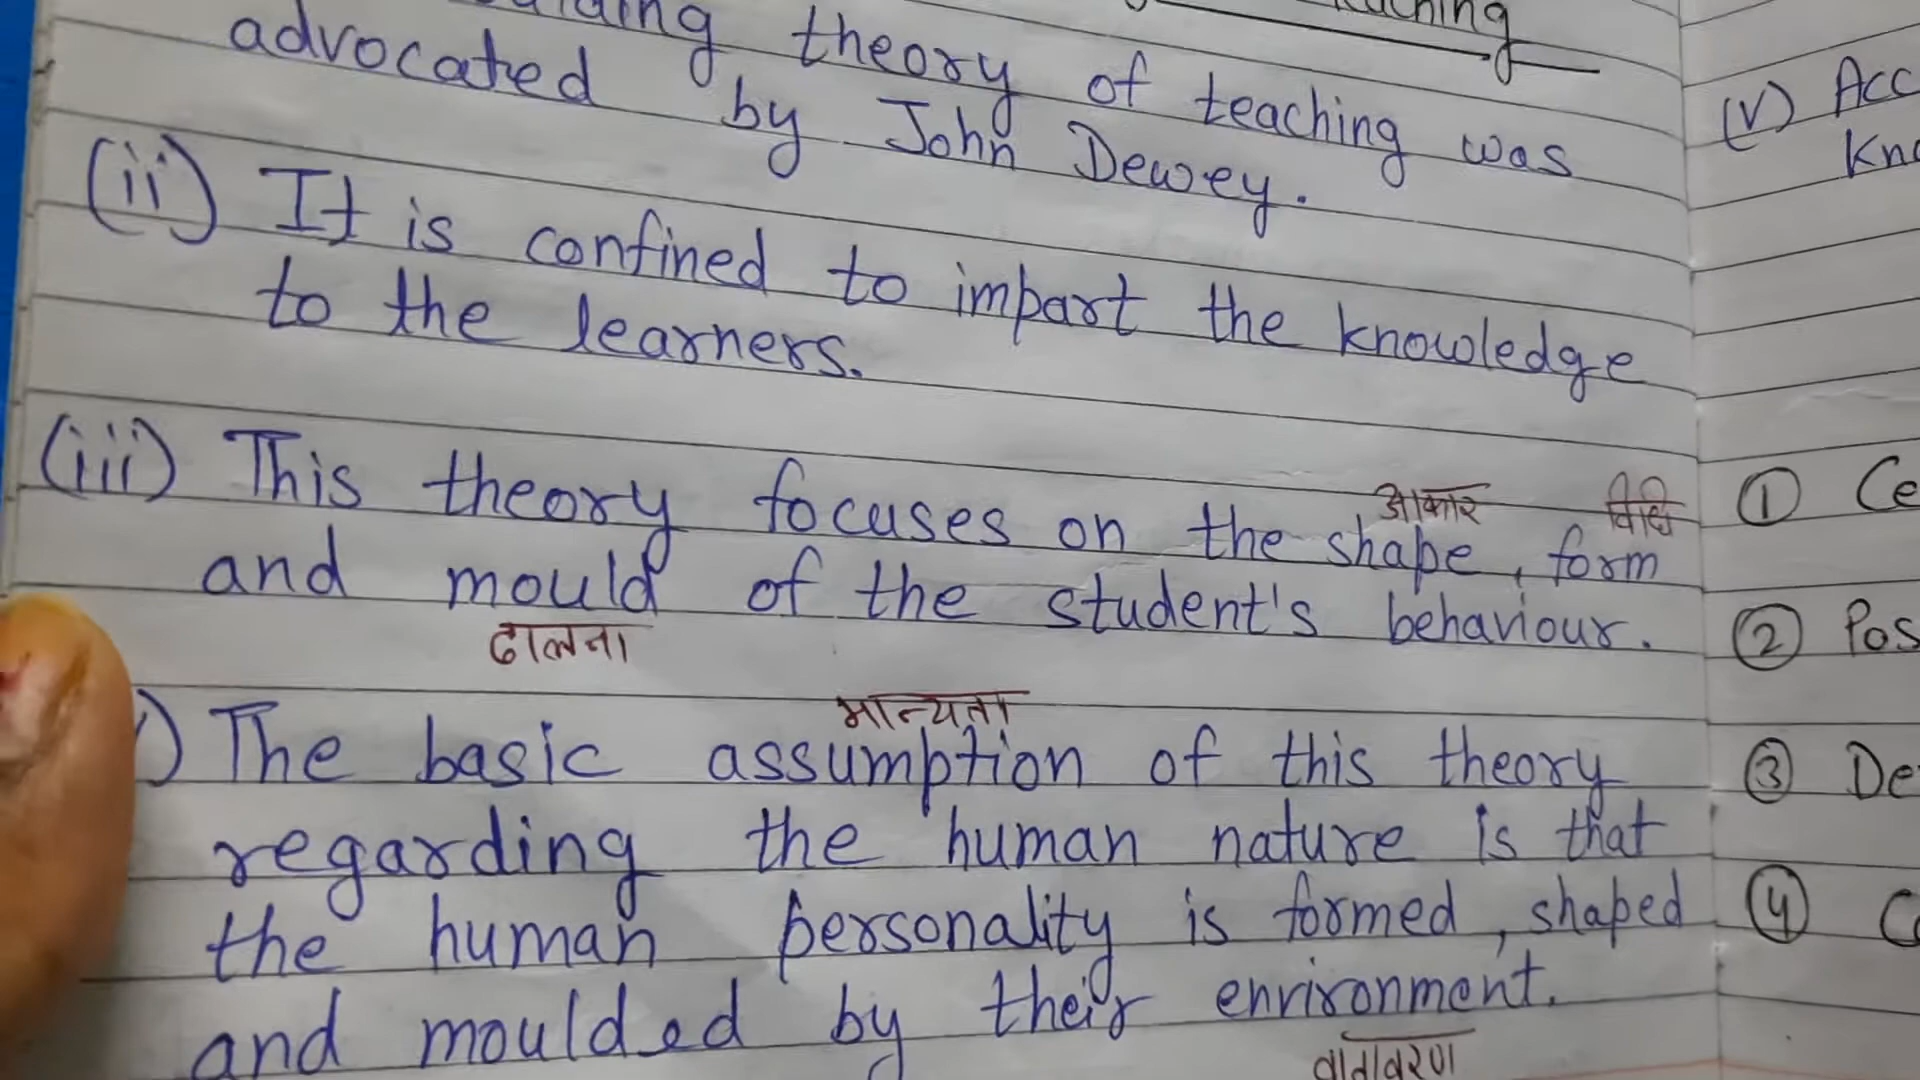 teaching
theory of teaching was
advocated by John Dewey.
(ii) It is confined to impart the knowledge
to the learners.
आकार विधि
(iii) This theory focuses on the shape, form
and mould of the student's behaviour.
ढालना
मान्यता
) The basic assumption of this theory
regarding the human nature is that
the human personality is formed, shaped
and moulded by their environment.
वातावरण
(v) Acc
Kno
① Ce
② Pos
③ De
④ C